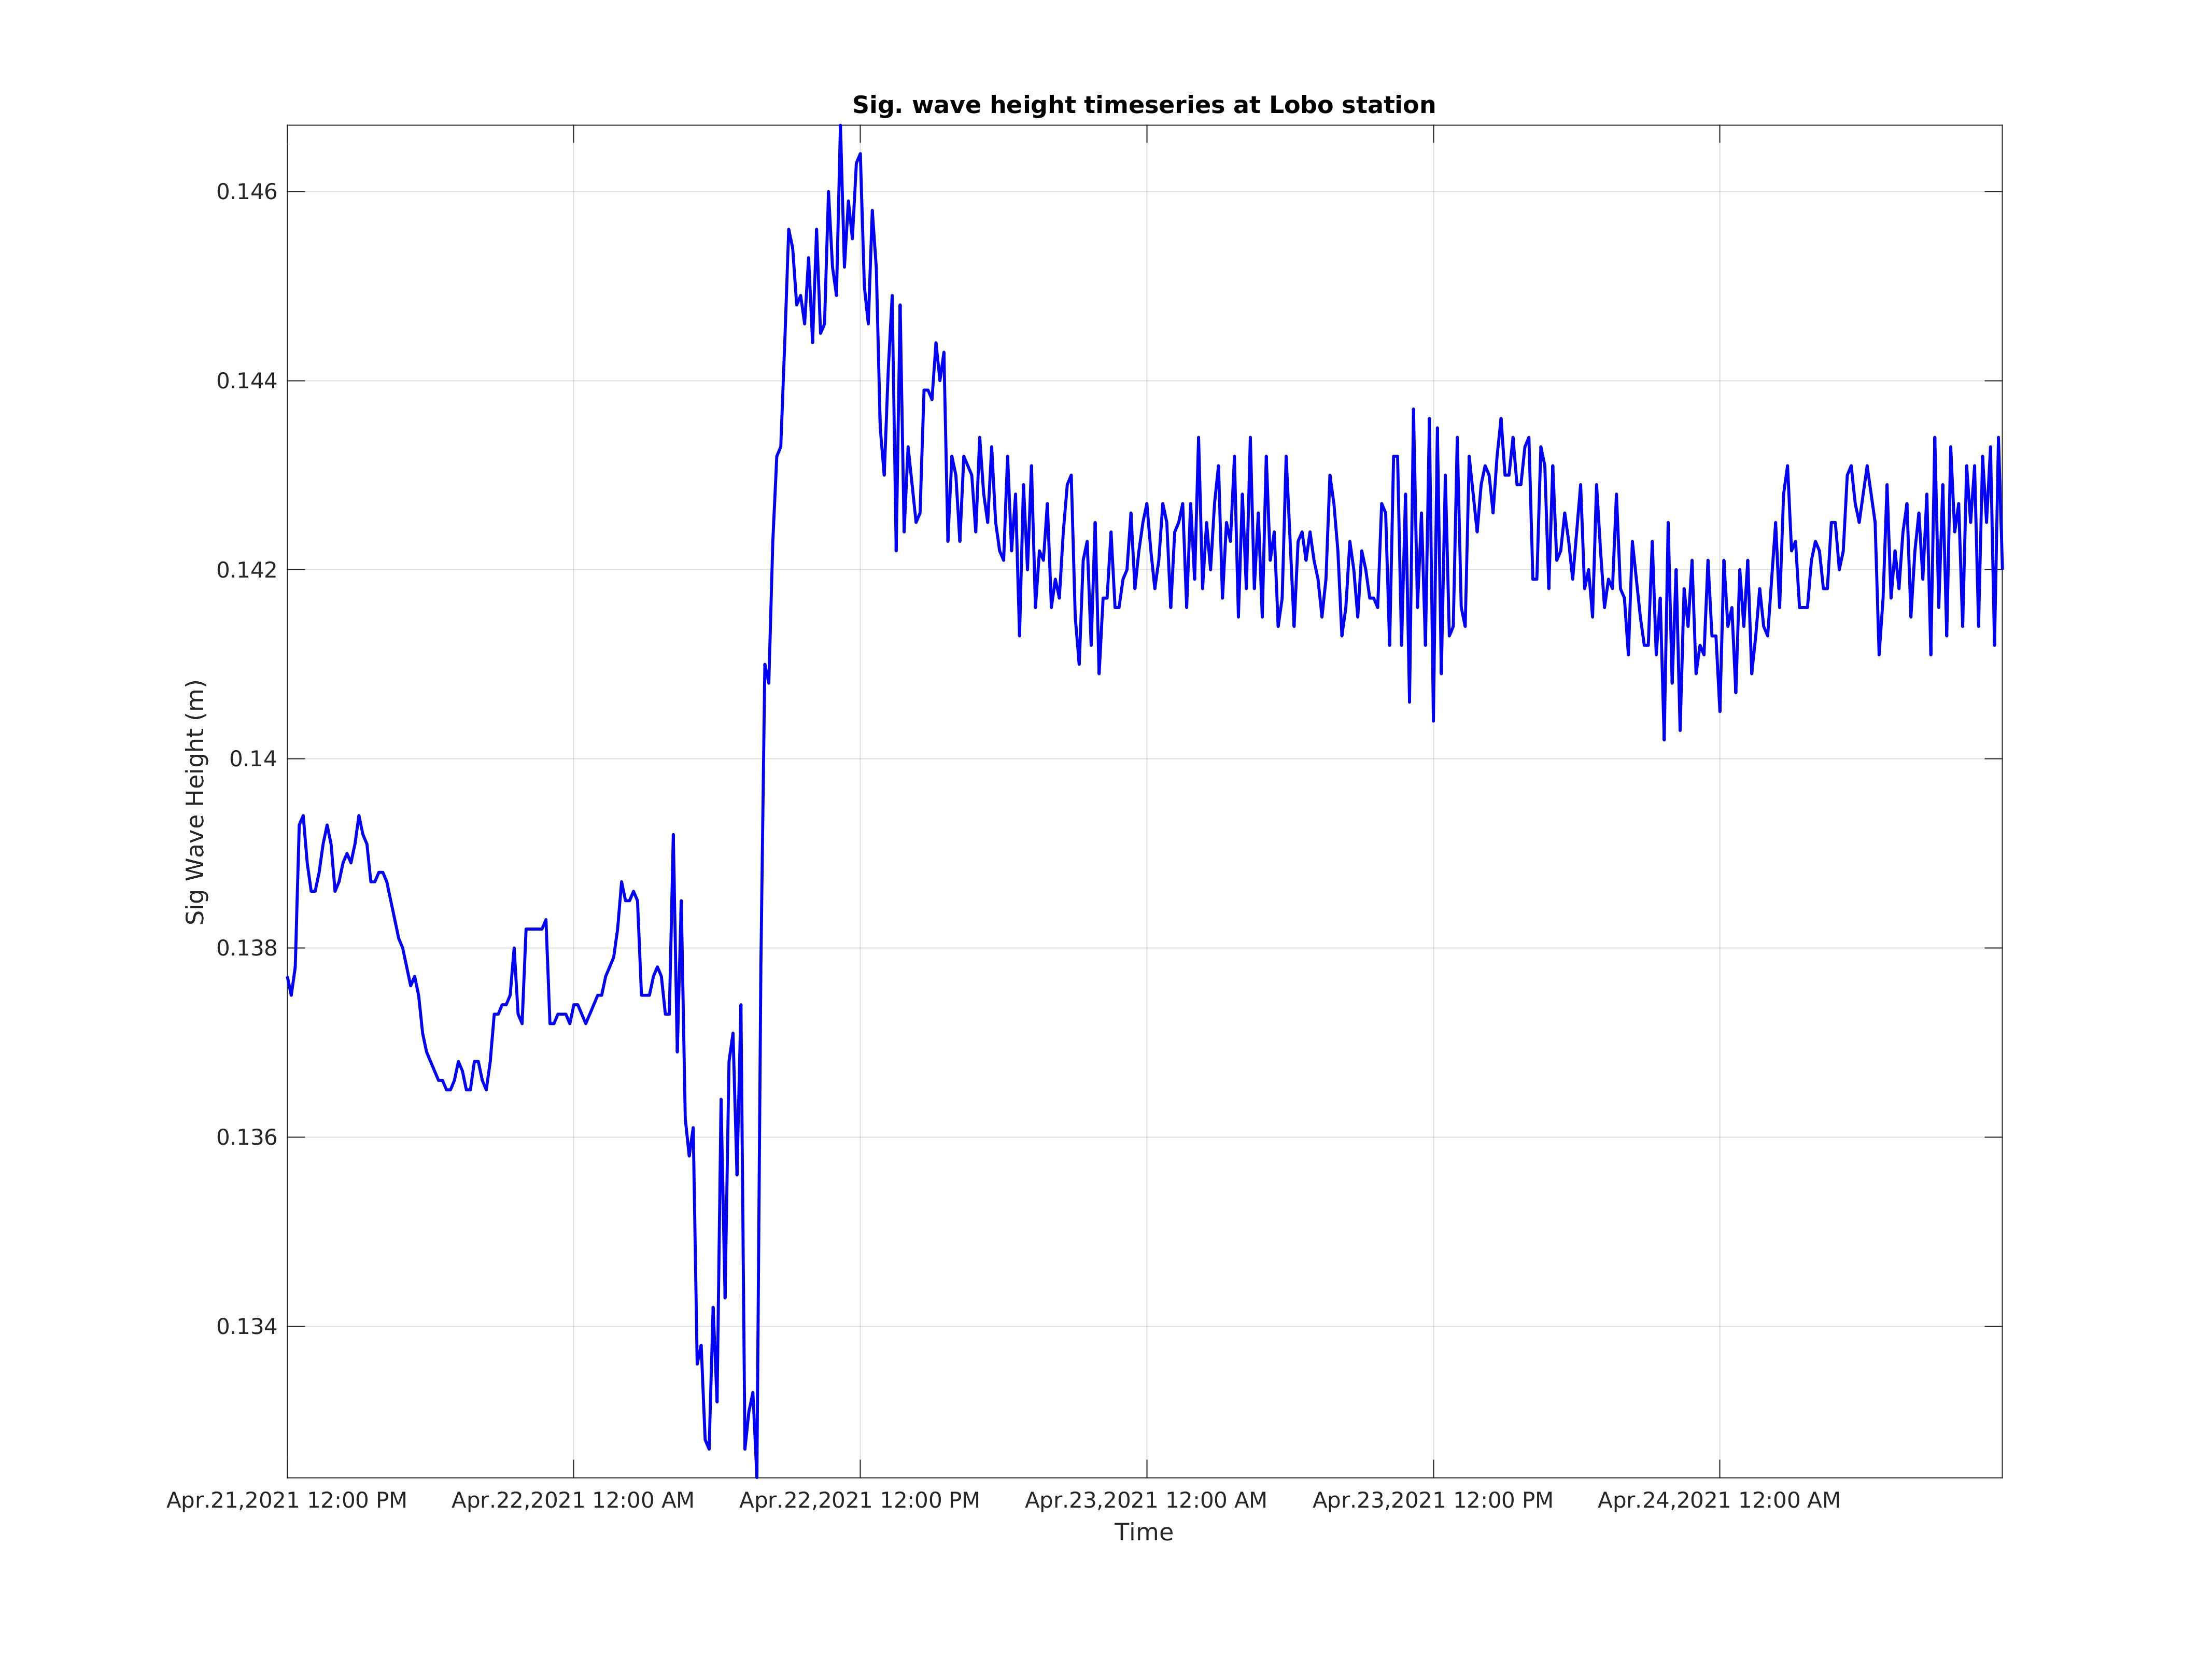 Sig. wave height timeseries at Lobo station
0.146
0.144
0.142
0.14
0.138
0.136
0.134
Sig Wave Height (m)
Apr.21,2021 12:00 PM Apr.22,2021 12:00 AM Apr.22,2021 12:00 PM Apr.23,2021 12:00 AM Apr.23,2021 12:00 PM Apr.24,2021 12:00 AM
Time